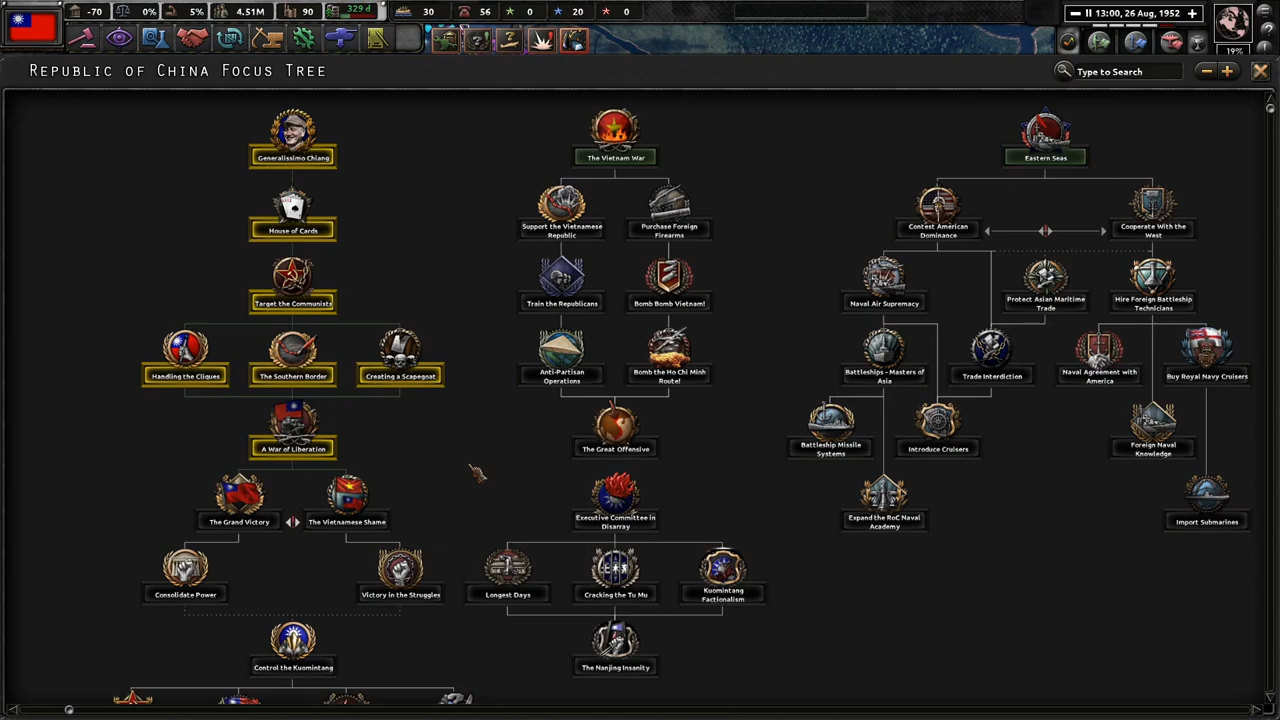 -70
0%
5%
4.51M
90
329 d
30
56
0
20
0
13:00, 26 Aug, 1952
19%
Republic of China Focus Tree
Type to Search
Generalissimo Chiang
The Vietnam War
Eastern Seas
House of Cards
Support the Vietnamese
Republic
Purchase Foreign
Firearms
Contest American
Dominance
Cooperate With the
West
Target the Communists
Train the Republicans
Bomb Bomb Vietnam!
Naval Air Supremacy
Protect Asian Maritime
Trade
Hire Foreign Battleship
Technicians
Handling the Cliques
The Southern Border
Creating a Scapegoat
Anti-Partisan
Operations
Bomb the Ho Chi Minh
Route!
Battleships - Masters of
Asia
Trade Interdiction
Naval Agreement with
America
Buy Royal Navy Cruisers
A War of Liberation
The Great Offensive
Battleship Missile
Systems
Introduce Cruisers
Foreign Naval
Knowledge
The Grand Victory
The Vietnamese Shame
Executive Committee in
Disarray
Expand the RoC Naval
Academy
Import Submarines
Consolidate Power
Victory in the Struggles
Longest Days
Cracking the Tu Mu
Kuomintang
Factionalism
Control the Kuomintang
The Nanjing Insanity